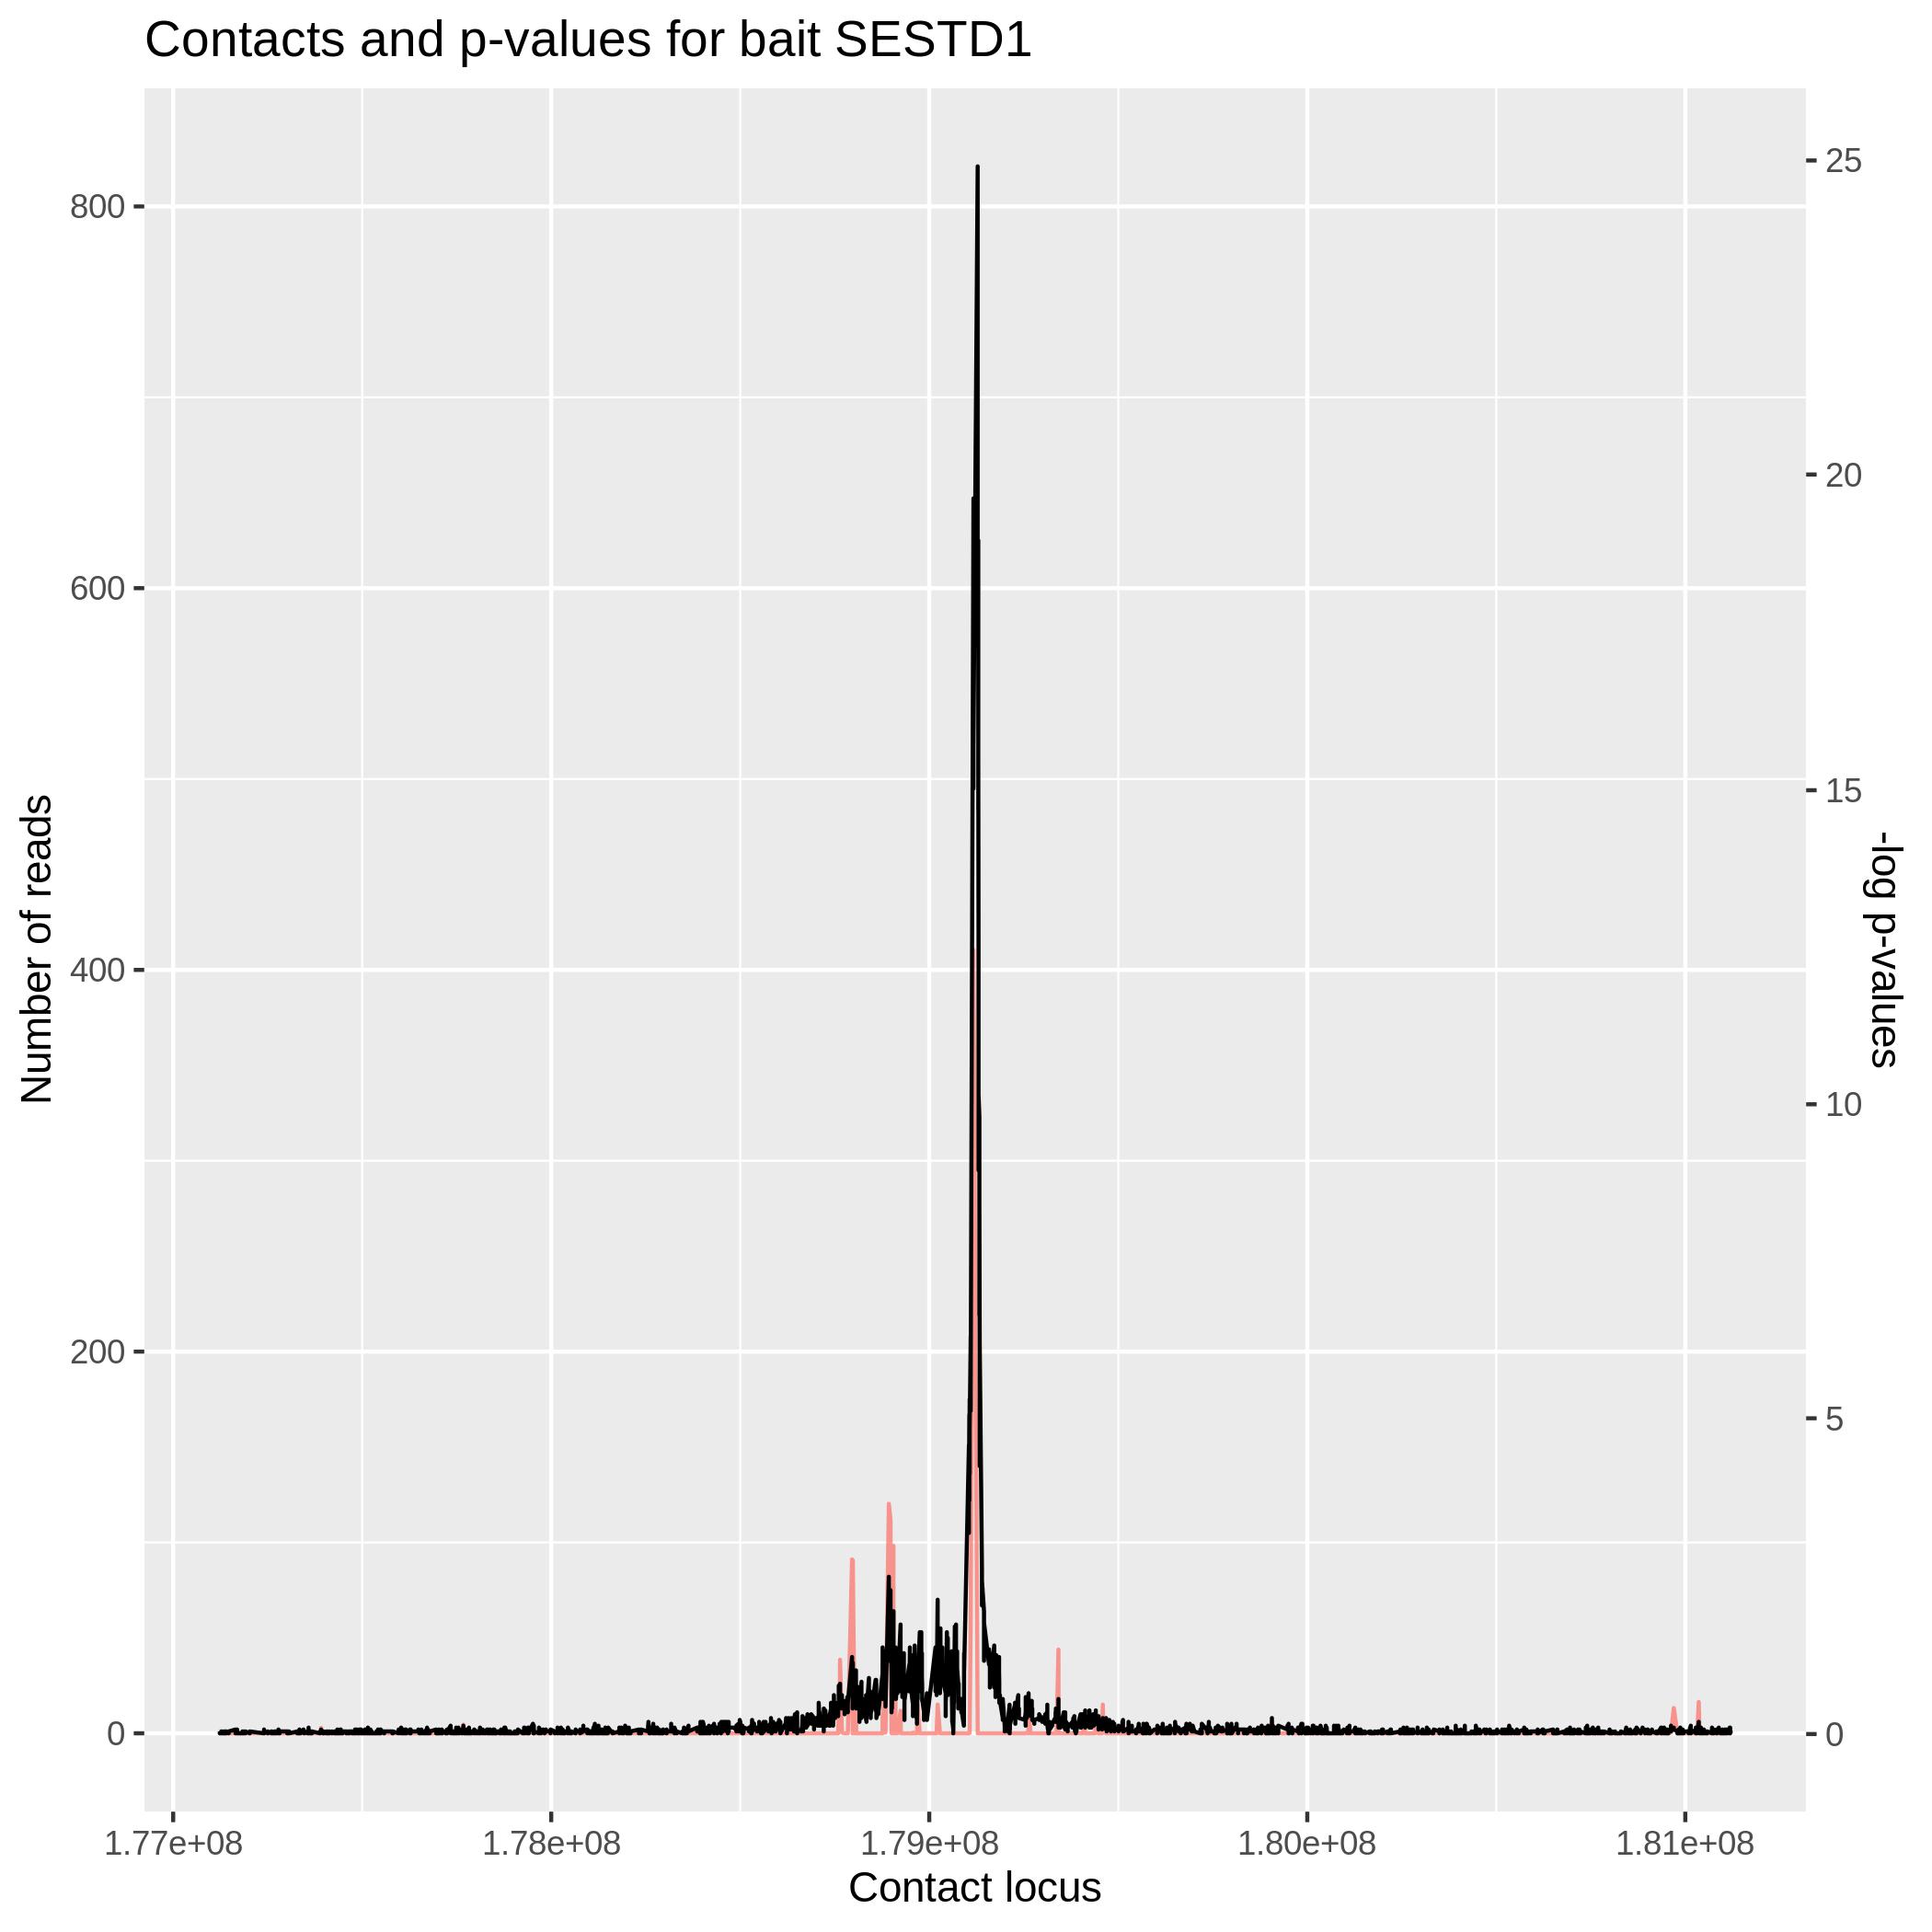 Contacts and p-values for bait SESTD1
800
600
400
200
0
Number of reads
25
20
15
10
5
0
-log p-values
1.77e+08 1.78e+08 1.79e+08 1.80e+08 1.81e+08
Contact locus